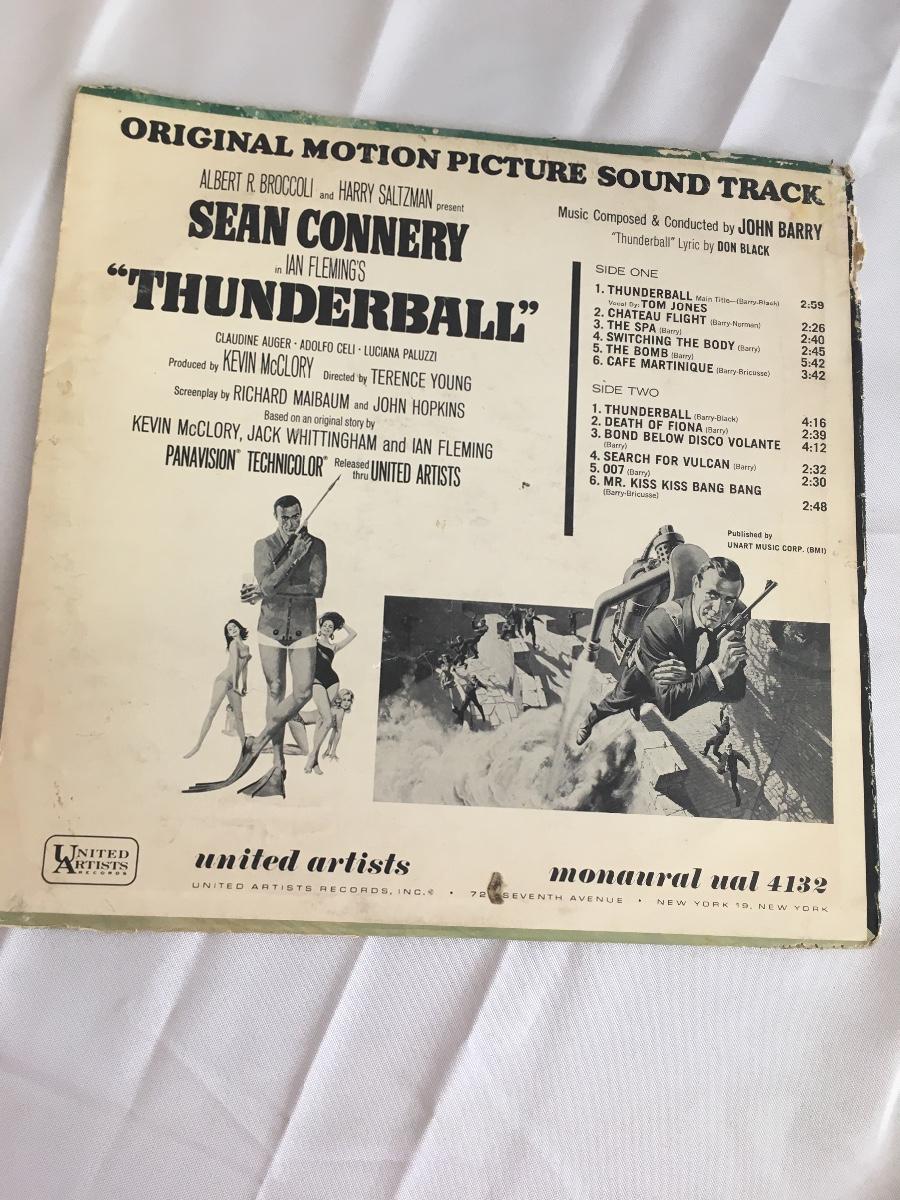 ORIGINAL MOTION PICTURE SOUND TRACK
ALBERT R. BROCCOLI and HARRY SALTZMAN present
SEAN CONNERY
in IAN FLEMING'S
"THUNDERBALL"
CLAUDINE AUGER · ADOLFO CELI · LUCIANA PALUZZI
Produced by KEVIN McCLORY Directed by TERENCE YOUNG
Screenplay by RICHARD MAIBAUM and JOHN HOPKINS
Based on an original story by
KEVIN McCLORY, JACK WHITTINGHAM and IAN FLEMING
PANAVISION® TECHNICOLOR® Released thru UNITED ARTISTS
Music Composed & Conducted by JOHN BARRY
"Thunderball" Lyric by DON BLACK
SIDE ONE
1. THUNDERBALL Main Title—(Barry-Black) 2:59
Vocal By: TOM JONES
2. CHATEAU FLIGHT (Barry-Norman) 2:26
3. THE SPA (Barry) 2:40
4. SWITCHING THE BODY (Barry) 2:45
5. THE BOMB (Barry) 5:42
6. CAFE MARTINIQUE (Barry-Bricusse) 3:42
SIDE TWO
1. THUNDERBALL (Barry-Black) 4:16
2. DEATH OF FIONA (Barry) 2:39
3. BOND BELOW DISCO VOLANTE 4:12
(Barry)
4. SEARCH FOR VULCAN (Barry) 2:32
5. 007 (Barry) 2:30
6. MR. KISS KISS BANG BANG
(Barry-Bricusse) 2:48
Published by
UNART MUSIC CORP. (BMI)
UNITED ARTISTS RECORDS
united artists
monaural ual 4132
UNITED ARTISTS RECORDS, INC. • SEVENTH AVENUE • NEW YORK 19, NEW YORK